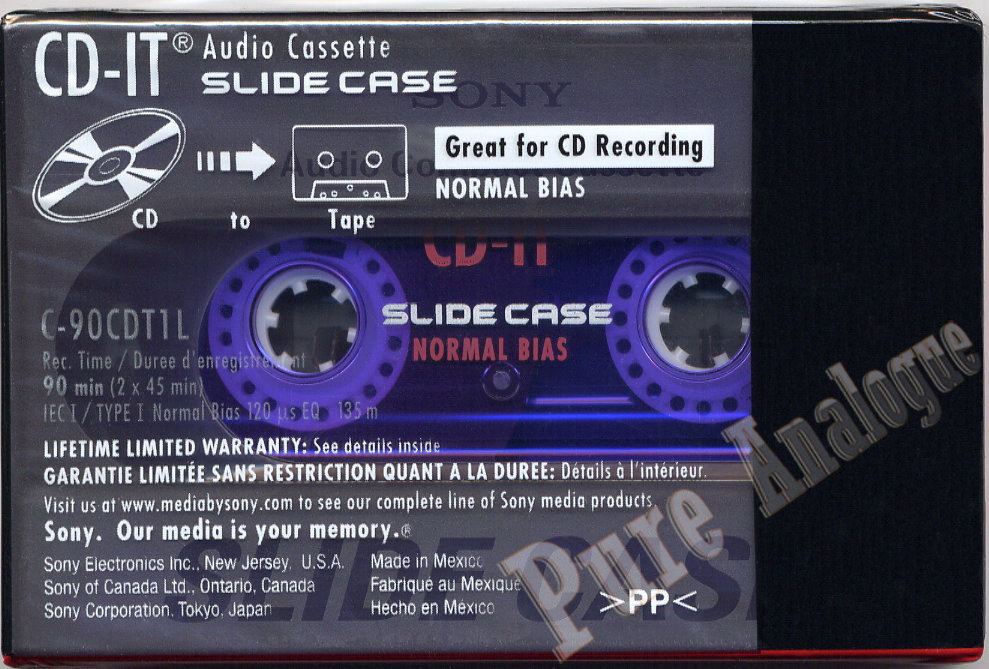 CD-IT® Audio Cassette
SLIDE CASE
SONY
Audio Compact Cassette
Great for CD Recording
NORMAL BIAS
CD to Tape
CD-IT
SLIDE CASE
NORMAL BIAS
C-90CDT1L
Rec. Time / Duree d'enregistrement
90 min (2 x 45 min)
IEC I / TYPE I Normal Bias 120 µs EQ 135 m
LIFETIME LIMITED WARRANTY: See details inside
GARANTIE LIMITÉE SANS RESTRICTION QUANT A LA DUREE: Détails à l'intérieur.
Visit us at www.mediabysony.com to see our complete line of Sony media products.
Sony. Our media is your memory.®
Sony Electronics Inc., New Jersey, U.S.A. Made in Mexico
Sony of Canada Ltd., Ontario, Canada Fabriqué au Mexique
Sony Corporation, Tokyo, Japan Hecho en México
>PP<
SLIDE CAS
Pure Analogue